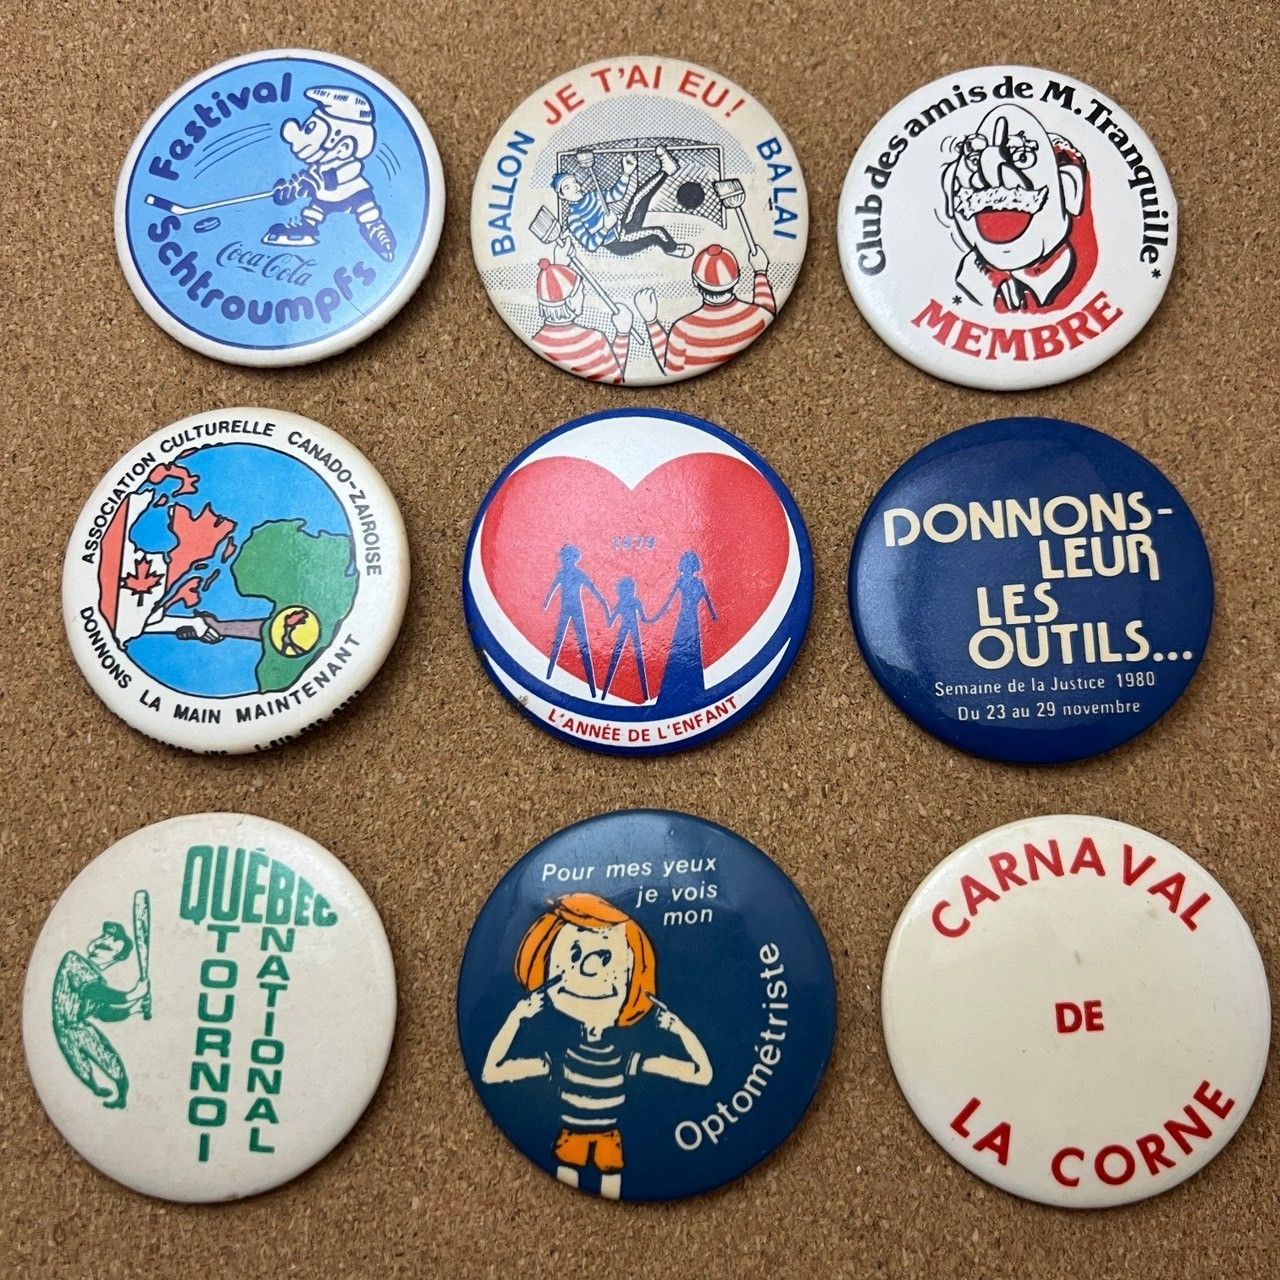 Festival
Schtroumpfs
Coca-Cola
JE T'AI EU!
BALLON BALAI
Club des amis de M. Tranquille*
*MEMBRE
ASSOCIATION CULTURELLE CANADO-ZAIROISE
DONNONS LA MAIN MAINTENANT
1979
L'ANNÉE DE L'ENFANT
DONNONS-
LEUR
LES
OUTILS...
Semaine de la Justice 1980
Du 23 au 29 novembre
QUÉBEC
TOURNOI
NATIONAL
Pour mes yeux
je vois
mon
Optométriste
CARNAVAL
DE
LA CORNE